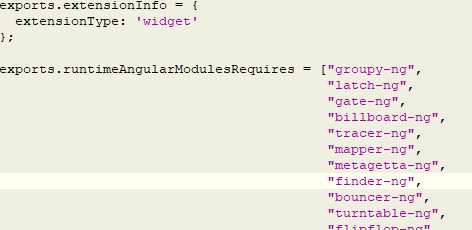 exports.extensionInfo = {
  extensionType: 'widget'
};

exports.runtimeAngularModulesRequires = ["groupy-ng",
                                         "latch-ng",
                                         "gate-ng",
                                         "billboard-ng",
                                         "tracer-ng",
                                         "mapper-ng",
                                         "metagetta-ng",
                                         "finder-ng",
                                         "bouncer-ng",
                                         "turntable-ng",
                                         "flipflop-ng"